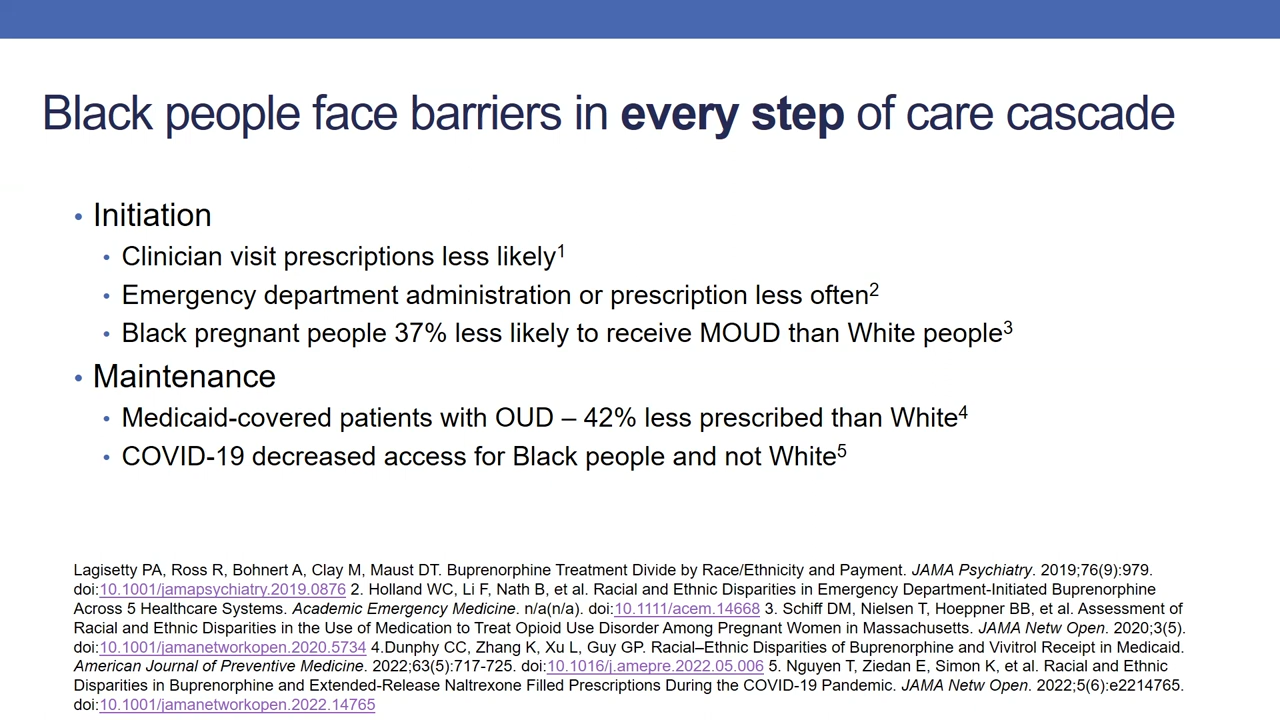 Black people face barriers in every step of care cascade
• Initiation
• Clinician visit prescriptions less likely1
• Emergency department administration or prescription less often2
• Black pregnant people 37% less likely to receive MOUD than White people3
• Maintenance
• Medicaid-covered patients with OUD – 42% less prescribed than White4
• COVID-19 decreased access for Black people and not White5
Lagisetty PA, Ross R, Bohnert A, Clay M, Maust DT. Buprenorphine Treatment Divide by Race/Ethnicity and Payment. JAMA Psychiatry. 2019;76(9):979.
doi:10.1001/jamapsychiatry.2019.0876 2. Holland WC, Li F, Nath B, et al. Racial and Ethnic Disparities in Emergency Department-Initiated Buprenorphine
Across 5 Healthcare Systems. Academic Emergency Medicine. n/a(n/a). doi:10.1111/acem.14668 3. Schiff DM, Nielsen T, Hoeppner BB, et al. Assessment of
Racial and Ethnic Disparities in the Use of Medication to Treat Opioid Use Disorder Among Pregnant Women in Massachusetts. JAMA Netw Open. 2020;3(5).
doi:10.1001/jamanetworkopen.2020.5734 4.Dunphy CC, Zhang K, Xu L, Guy GP. Racial–Ethnic Disparities of Buprenorphine and Vivitrol Receipt in Medicaid.
American Journal of Preventive Medicine. 2022;63(5):717-725. doi:10.1016/j.amepre.2022.05.006 5. Nguyen T, Ziedan E, Simon K, et al. Racial and Ethnic
Disparities in Buprenorphine and Extended-Release Naltrexone Filled Prescriptions During the COVID-19 Pandemic. JAMA Netw Open. 2022;5(6):e2214765.
doi:10.1001/jamanetworkopen.2022.14765